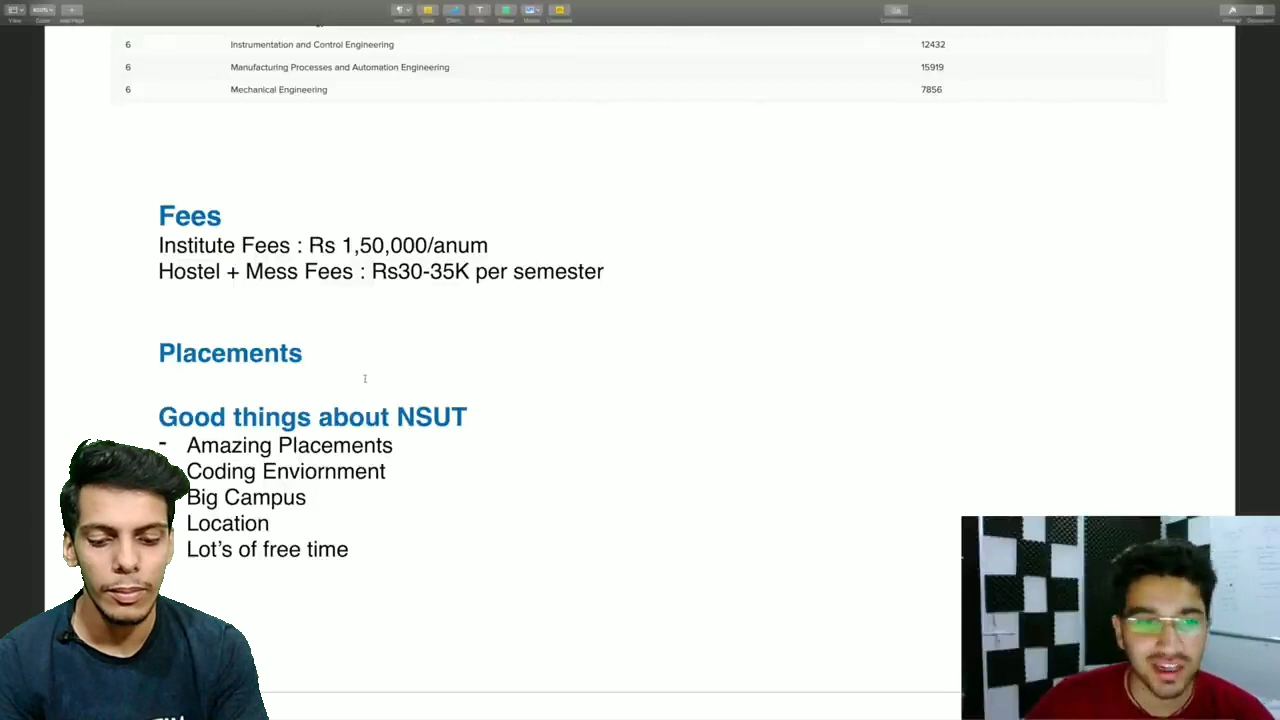 6 Instrumentation and Control Engineering 12432
6 Manufacturing Processes and Automation Engineering 15919
6 Mechanical Engineering 7856
Fees
Institute Fees : Rs 1,50,000/anum
Hostel + Mess Fees : Rs30-35K per semester
Placements
Good things about NSUT
- Amazing Placements
Coding Enviornment
Big Campus
Location
Lot's of free time